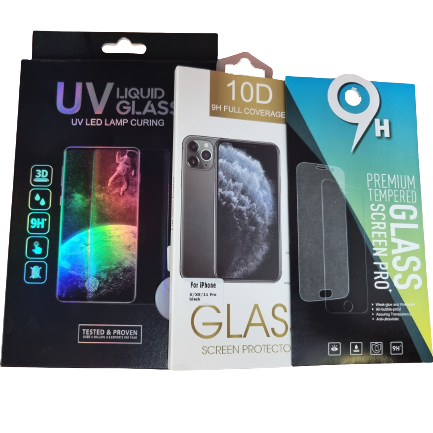 UV LIQUID
GLASS
UV LED LAMP CURING
3D
9H
TESTED & PROVEN
10D
9H FULL COVERAGE
For iPhone
black
GLAS
SCREEN PROTECTO
9H
PREMIUM
TEMPERED
GLASS
SCREEN PRO
9H